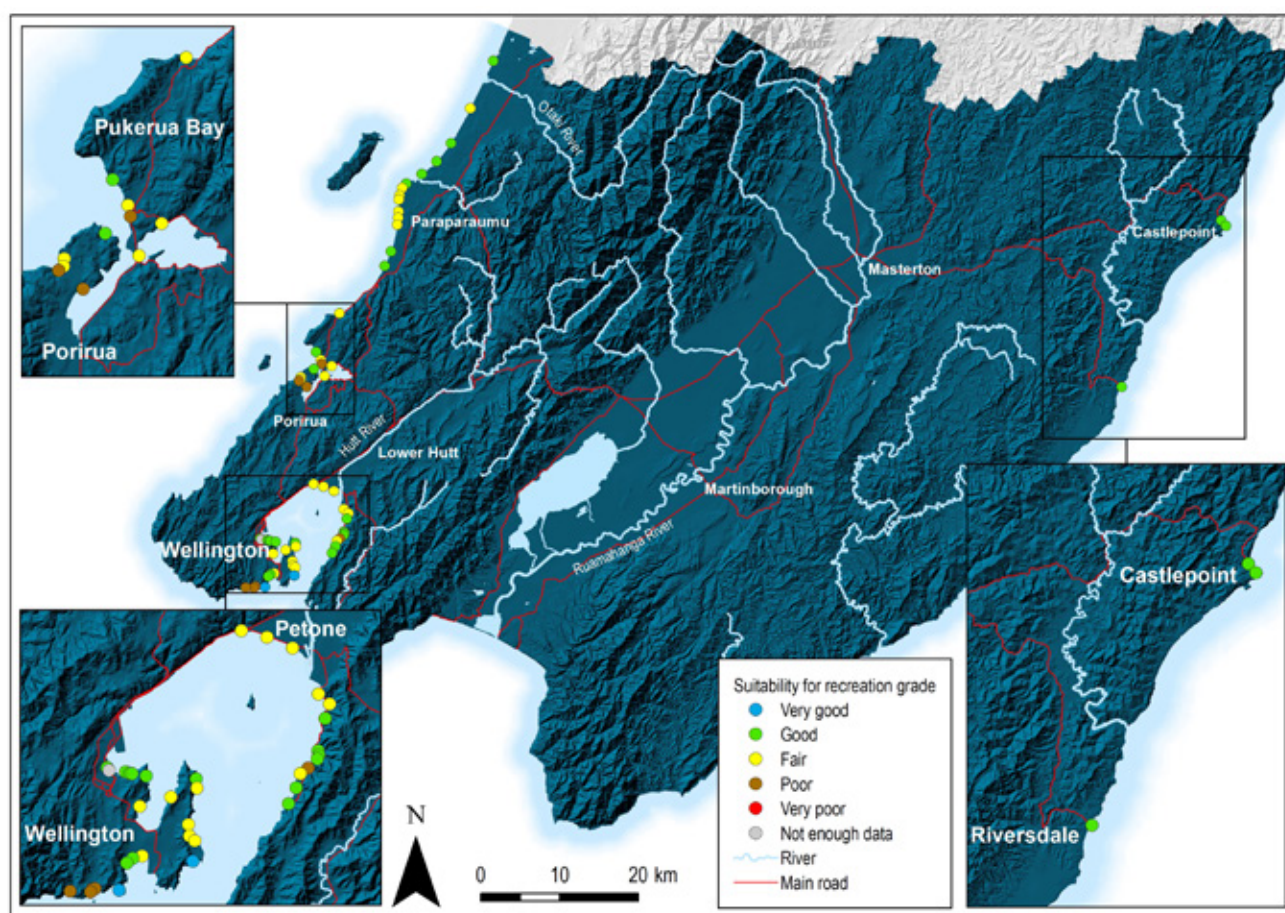 Pukerua Bay
Porirua
Otaki River
Paraparaumu
Castlepoint
Masterton
Porirua
Hutt River
Lower Hutt
Martinborough
Wellington
Ruamahanga River
Petone
Wellington
Castlepoint
Riversdale
N
0 10 20 km
Suitability for recreation grade
Very good
Good
Fair
Poor
Very poor
Not enough data
River
Main road